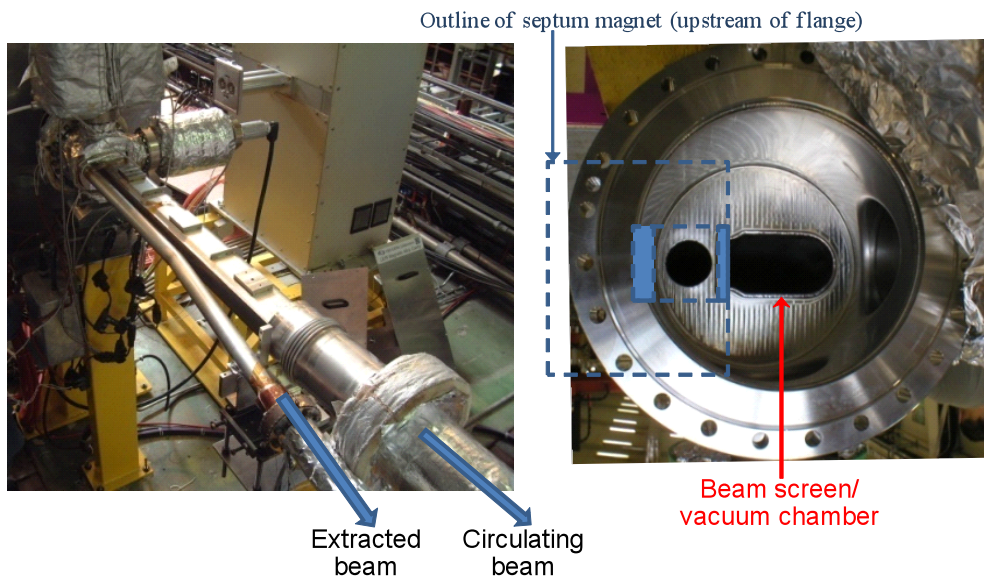 Outline of septum magnet (upstream of flange)
Beam screen/
vacuum chamber
Extracted
beam
Circulating
beam